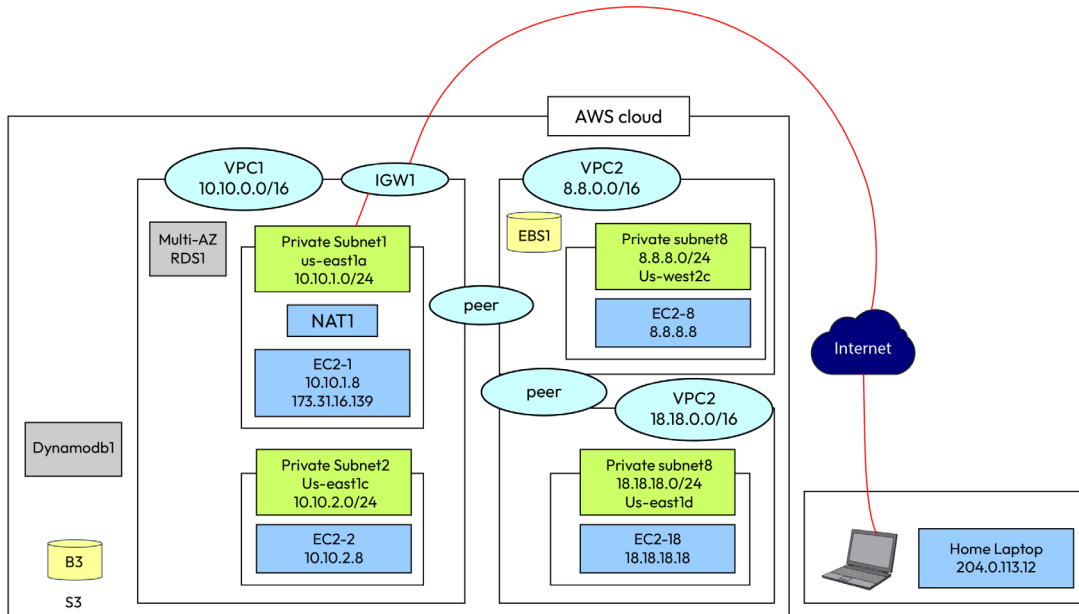 AWS cloud
VPC1
10.10.0.0/16
IGW1
VPC2
8.8.0.0/16
Multi-AZ
RDS1
Private Subnet1
us-east1a
10.10.1.0/24
NAT1
EC2-1
10.10.1.8
173.31.16.139
peer
EBS1
Private subnet8
8.8.8.0/24
Us-west2c
EC2-8
8.8.8.8
Internet
peer
VPC2
18.18.0.0/16
Dynamodb1
Private Subnet2
Us-east1c
10.10.2.0/24
EC2-2
10.10.2.8
Private subnet8
18.18.18.0/24
Us-east1d
EC2-18
18.18.18.18
B3
S3
Home Laptop
204.0.113.12